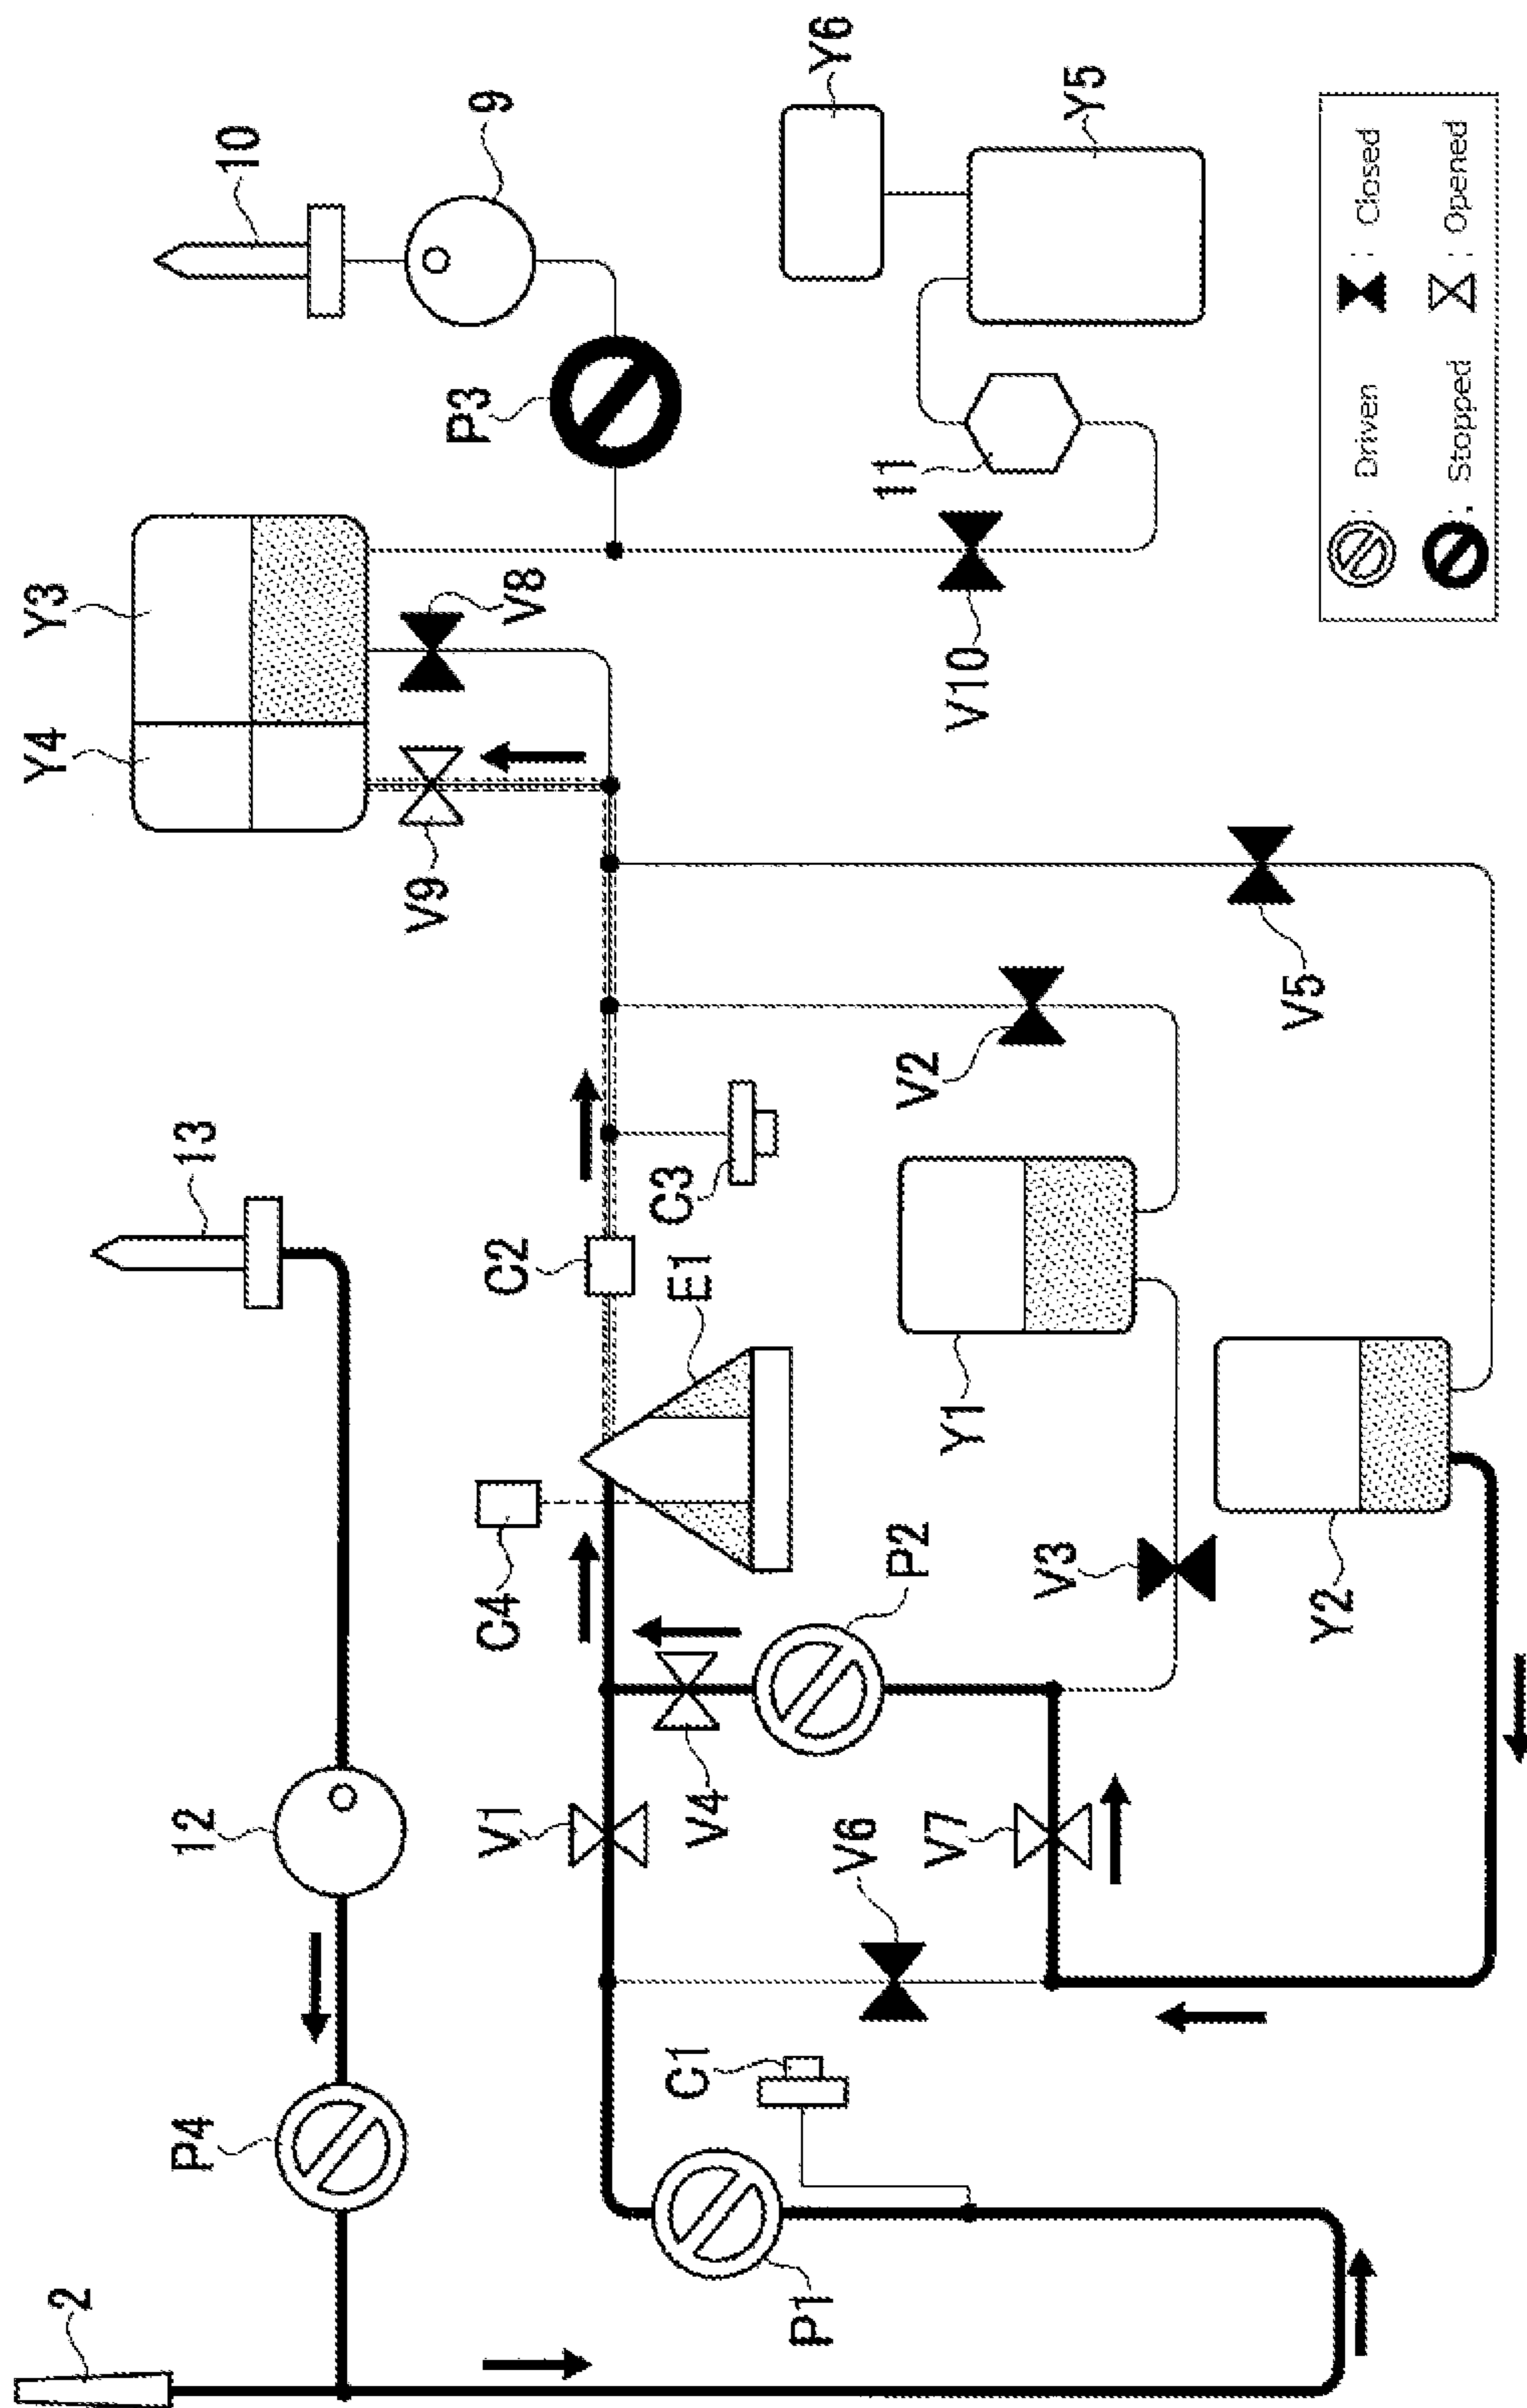 2
Y4
Y3
P4
12
13
10
V9
P3
9
V1
C4
C2
V8
C1
V4
E1
C3
P1
Y6
V6
P2
V2
11
V7
Y1
V10
V3
Y5
V5
Y2
: Driven : Closed
: Stopped : Opened